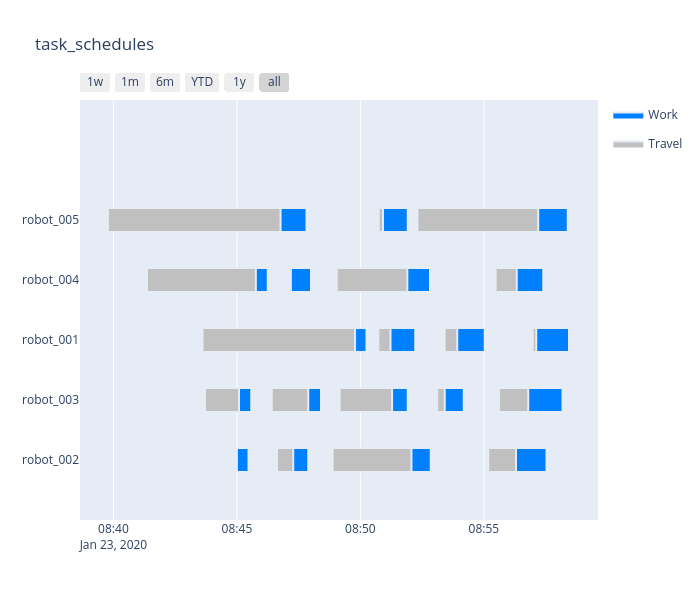 task_schedules
1w 1m 6m YTD 1y all
Work
Travel
robot_005
robot_004
robot_001
robot_003
robot_002
08:40 08:45 08:50 08:55
Jan 23, 2020